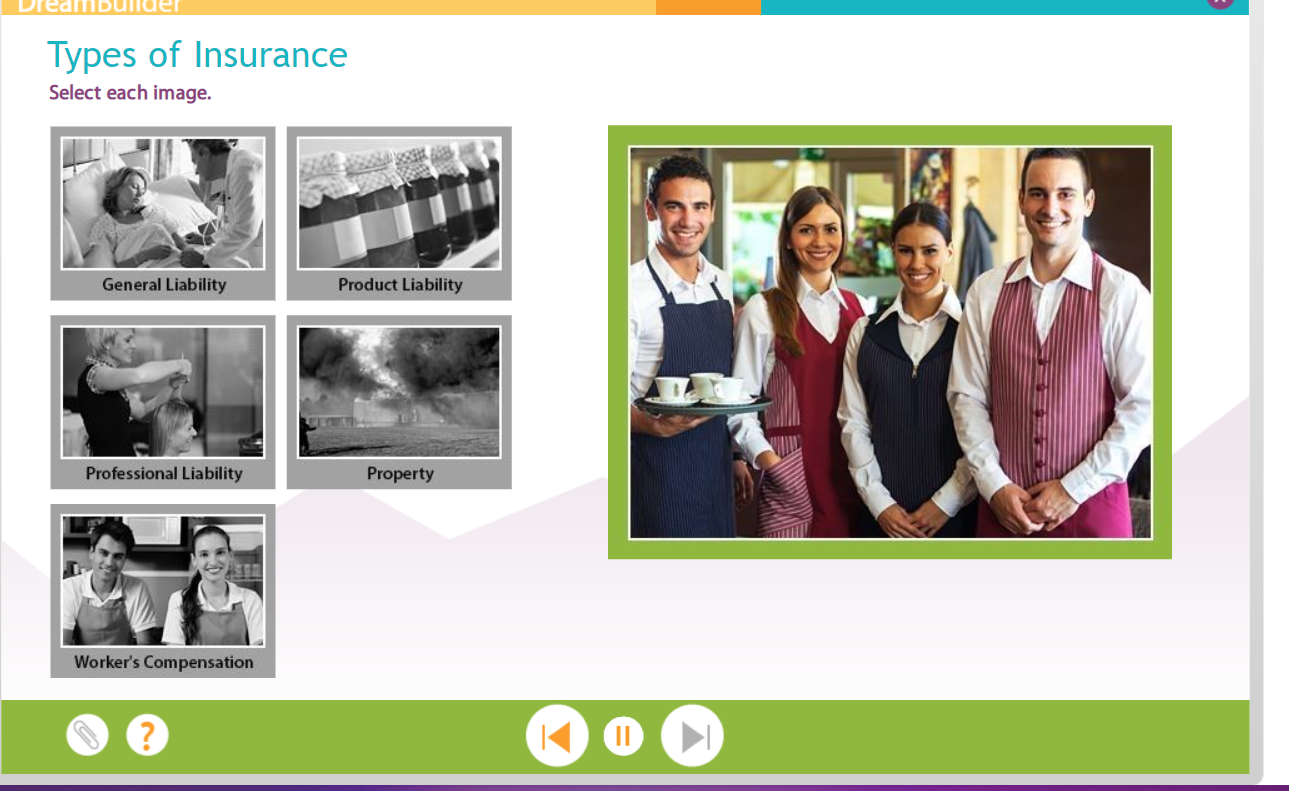 DreamBuilder
Types of Insurance
Select each image.
General Liability
Product Liability
Professional Liability
Property
Worker's Compensation
?